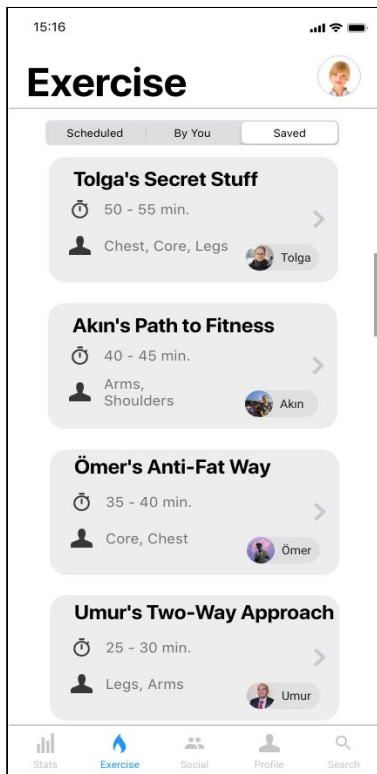 15:16
Exercise
Scheduled
By You
Saved
Tolga's Secret Stuff
50 - 55 min.
Chest, Core, Legs
Tolga
Akın's Path to Fitness
40 - 45 min.
Arms,
Shoulders
Akın
Ömer's Anti-Fat Way
35 - 40 min.
Core, Chest
Ömer
Umur's Two-Way Approach
25 - 30 min.
Legs, Arms
Umur
Stats
Exercise
Social
Profile
Search